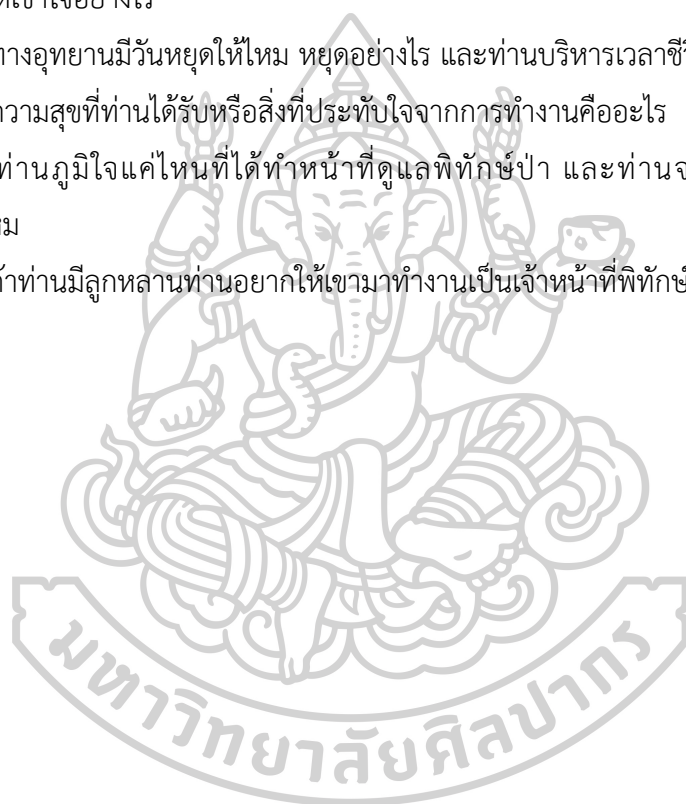 อย่างไร
ทางอุทยานมีวันหยุดให้ไหม หยุดอย่างไร และท่านบริหารเวลาชี
ความสุขที่ท่านได้รับหรือสิ่งที่ประทับใจจากการทำงานคืออะไร
ท่านภูมิใจแค่ไหนที่ได้ทำหน้าที่ดูแลพิทักษ์ป่า และท่านจ
ถ้าท่านมีลูกหลานท่านอยากให้เขามาทำงานเป็นเจ้าหน้าที่พิทักษ์
มหาวิทยาลัยศิลปากร